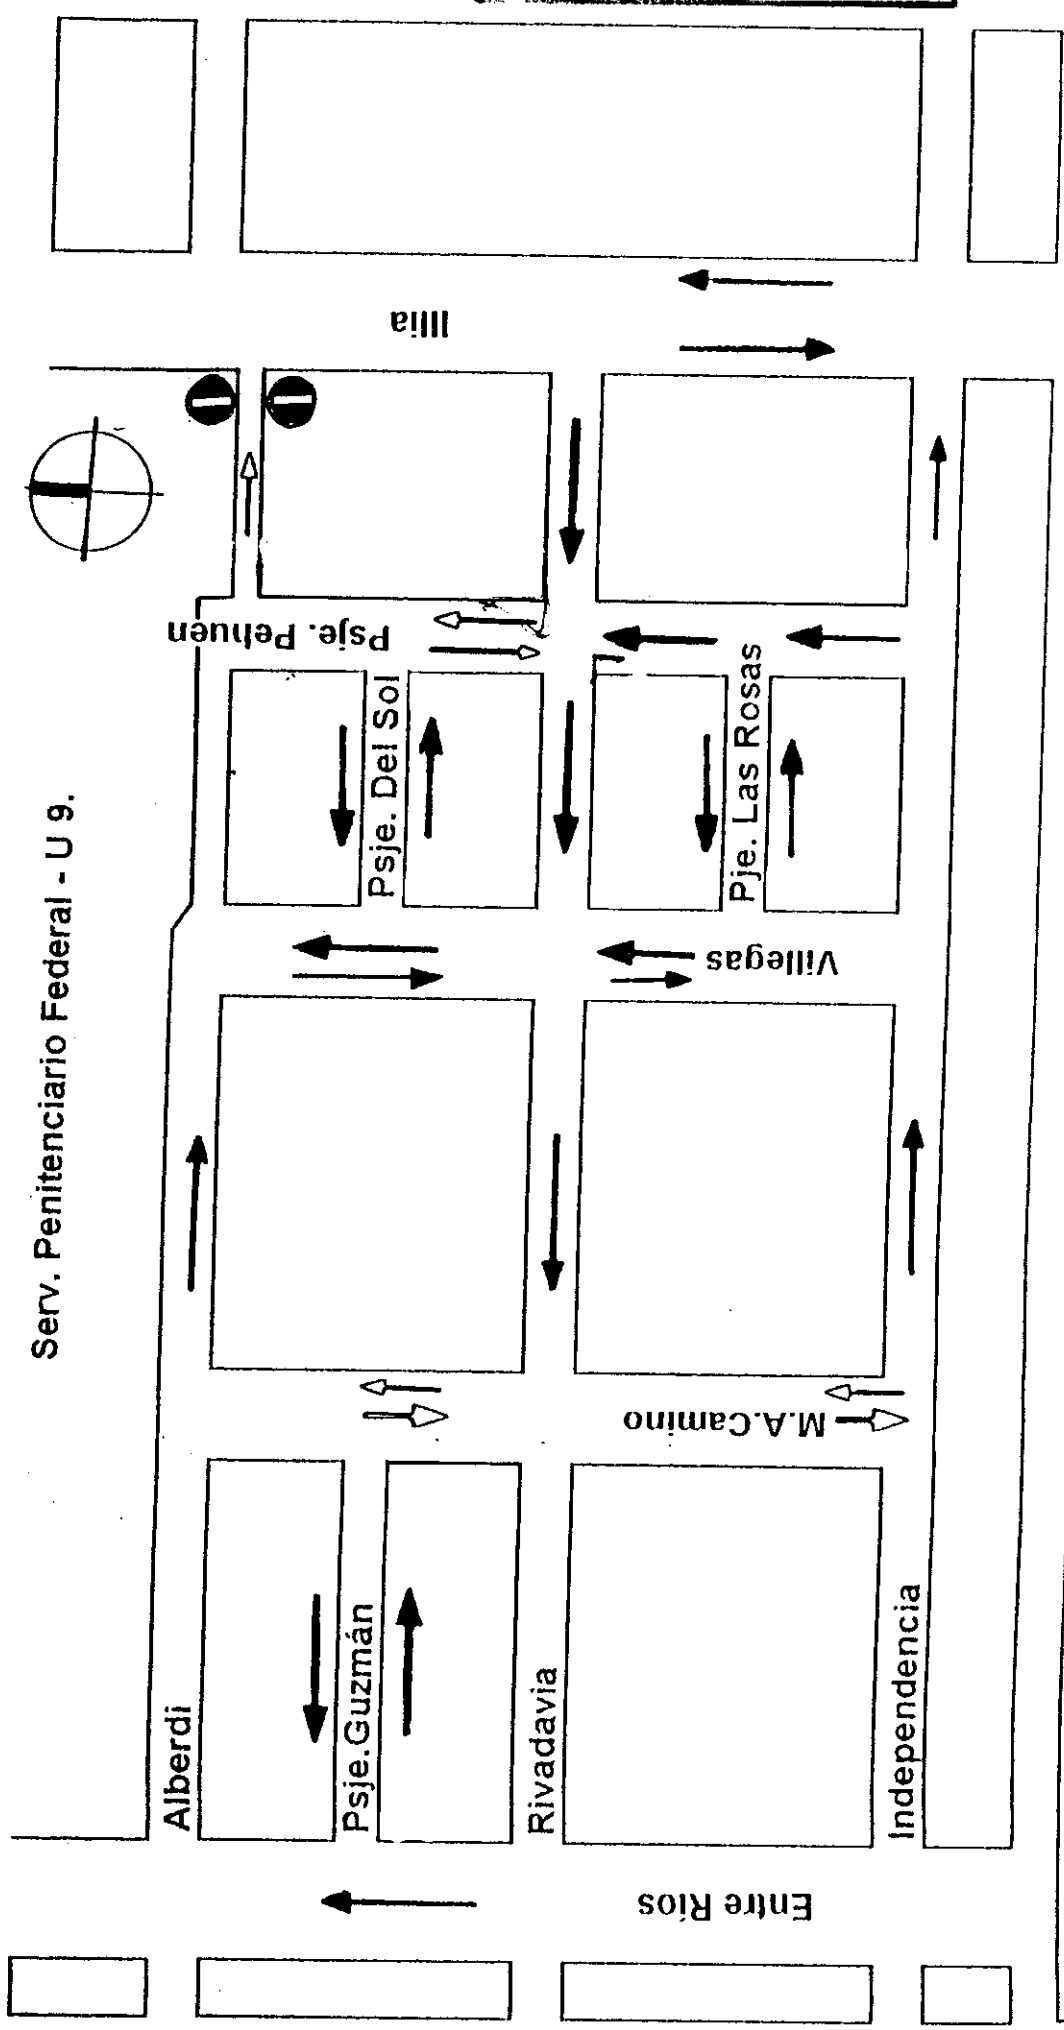 Serv. Penitenciario Federal - U 9.
Illia
Psje. Pehuen
Psje. Del Sol
Pje. Las Rosas
Villegas
M.A.Camino
Alberdi
Psje.Guzmán
Rivadavia
Independencia
Entre Ríos